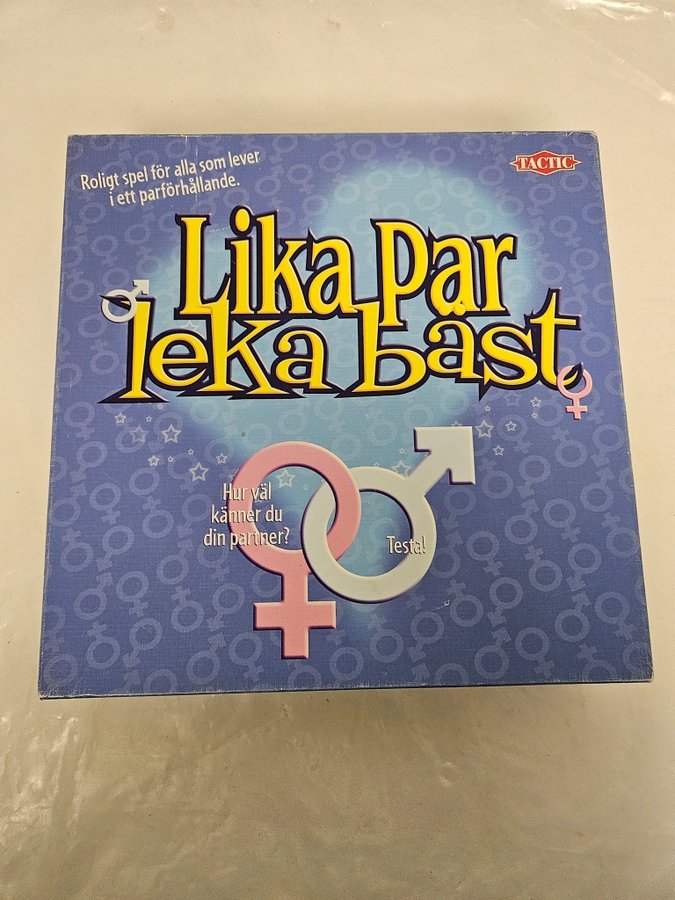 Roligt spel för alla som lever
i ett parförhållande.
TACTIC
Lika Par
leka bäst
Hur väl
känner du
din partner?
Testa!